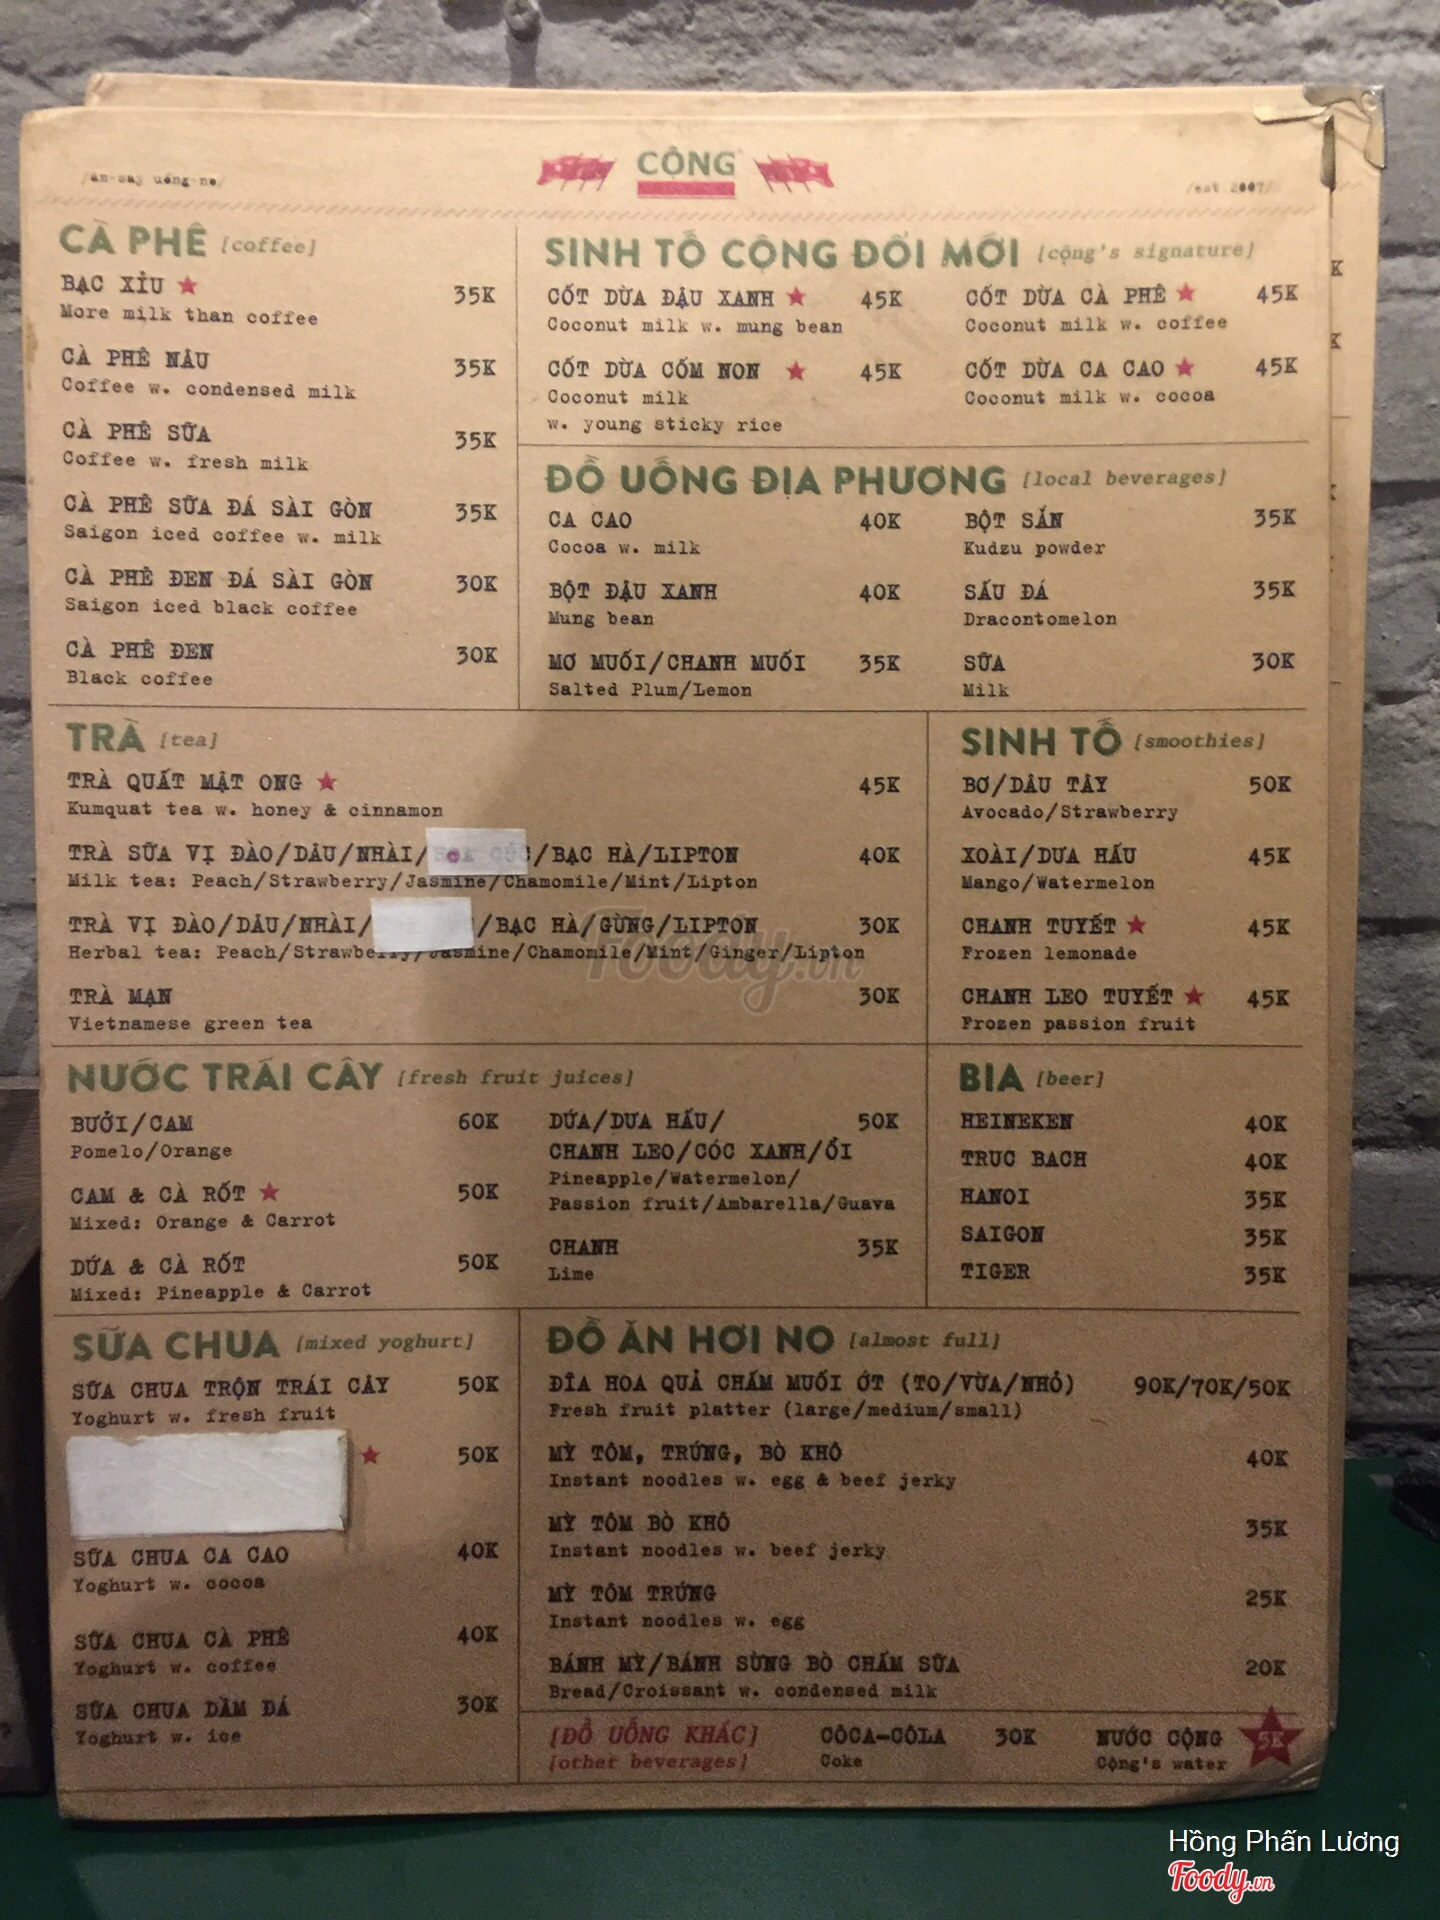 /ăn say uống no/
CỘNG
/est.2007/
CÀ PHÊ [coffee]
BẠC XỈU 35K
More milk than coffee
CÀ PHÊ NÂU 35K
Coffee w. condensed milk
CÀ PHÊ SỮA 35K
Coffee w. fresh milk
CÀ PHÊ SỮA ĐÁ SÀI GÒN 35K
Saigon iced coffee w. milk
CÀ PHÊ ĐEN ĐÁ SÀI GÒN 30K
Saigon iced black coffee
CÀ PHÊ ĐEN 30K
Black coffee
SINH TỐ CỘNG ĐỔI MỚI [cộng's signature]
CỐT DỪA ĐẬU XANH 45K CỐT DỪA CÀ PHÊ 45K
Coconut milk w. mung bean Coconut milk w. coffee
CỐT DỪA CỐM NON 45K CỐT DỪA CA CAO 45K
Coconut milk Coconut milk w. cocoa
w. young sticky rice
ĐỒ UỐNG ĐỊA PHƯƠNG [local beverages]
CA CAO 40K BỘT SẮN 35K
Cocoa w. milk Kudzu powder
BỘT ĐẬU XANH 40K SẤU ĐÁ 35K
Mung bean Dracontomelon
MƠ MUỐI/CHANH MUỐI 35K SỮA 30K
Salted Plum/Lemon Milk
TRÀ [tea]
TRÀ QUẤT MẬT ONG 45K
Kumquat tea w. honey & cinnamon
TRÀ SỮA VỊ ĐÀO/DÂU/NHÀI/ /BẠC HÀ/LIPTON 40K
Milk tea: Peach/Strawberry/Jasmine/Chamomile/Mint/Lipton
TRÀ VỊ ĐÀO/DÂU/NHÀI/ /BẠC HÀ/GỪNG/LIPTON 30K
Herbal tea: Peach/Strawberry/Jasmine/Chamomile/Mint/Ginger/Lipton
TRÀ MẠN 30K
Vietnamese green tea
Foody.vn
SINH TỐ [smoothies]
BƠ/DÂU TÂY 50K
Avocado/Strawberry
XOÀI/DƯA HẤU 45K
Mango/Watermelon
CHANH TUYẾT 45K
Frozen lemonade
CHANH LEO TUYẾT 45K
Frozen passion fruit
NƯỚC TRÁI CÂY [fresh fruit juices]
BƯỞI/CAM 60K
Pomelo/Orange
CAM & CÀ RỐT 50K
Mixed: Orange & Carrot
DỨA & CÀ RỐT 50K
Mixed: Pineapple & Carrot
DỨA/DƯA HẤU/ 50K
CHANH LEO/CÓC XANH/ỔI
Pineapple/Watermelon/
Passion fruit/Ambarella/Guava
CHANH 35K
Lime
BIA [beer]
HEINEKEN 40K
TRUC BACH 40K
HANOI 35K
SAIGON 35K
TIGER 35K
SỮA CHUA [mixed yoghurt]
SỮA CHUA TRỘN TRÁI CÂY 50K
Yoghurt w. fresh fruit
50K
SỮA CHUA CA CAO 40K
Yoghurt w. cocoa
SỮA CHUA CÀ PHÊ 40K
Yoghurt w. coffee
SỮA CHUA DẦM ĐÁ 30K
Yoghurt w. ice
ĐỒ ĂN HƠI NO [almost full]
ĐĨA HOA QUẢ CHẤM MUỐI ỚT (TO/VỪA/NHỎ) 90K/70K/50K
Fresh fruit platter (large/medium/small)
MỲ TÔM, TRỨNG, BÒ KHÔ 40K
Instant noodles w. egg & beef jerky
MỲ TÔM BÒ KHÔ 35K
Instant noodles w. beef jerky
MỲ TÔM TRỨNG 25K
Instant noodles w. egg
BÁNH MỲ/BÁNH SỪNG BÒ CHẤM SỮA 20K
Bread/Croissant w. condensed milk
[ĐỒ UỐNG KHÁC] CÔCA-CÔLA 30K NƯỚC CỘNG 5K
[other beverages] Coke Cộng's water
Hồng Phấn Lương
Foody.vn